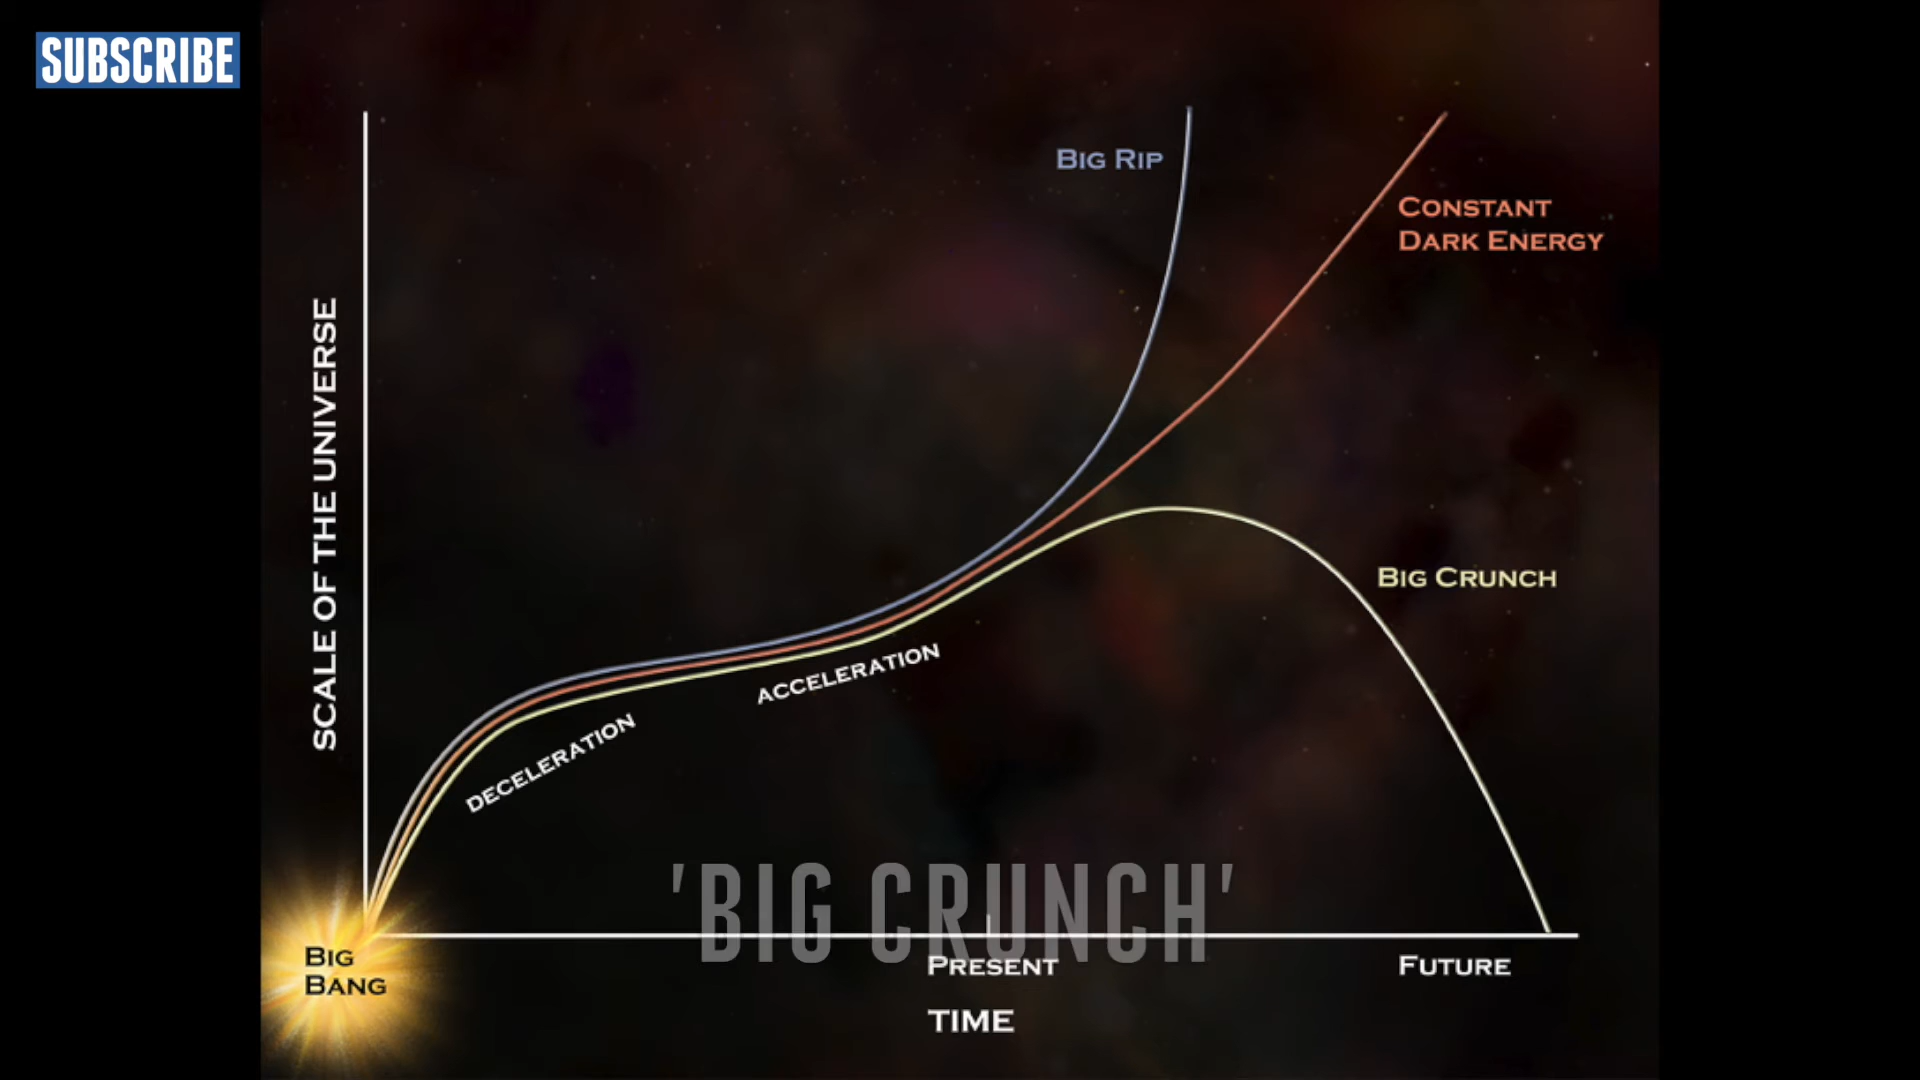 SUBSCRIBE
BIG RIP
CONSTANT
DARK ENERGY
SCALE OF THE UNIVERSE
BIG CRUNCH
ACCELERATION
DECELERATION
'BIG CRUNCH'
BIG
BANG
PRESENT
FUTURE
TIME